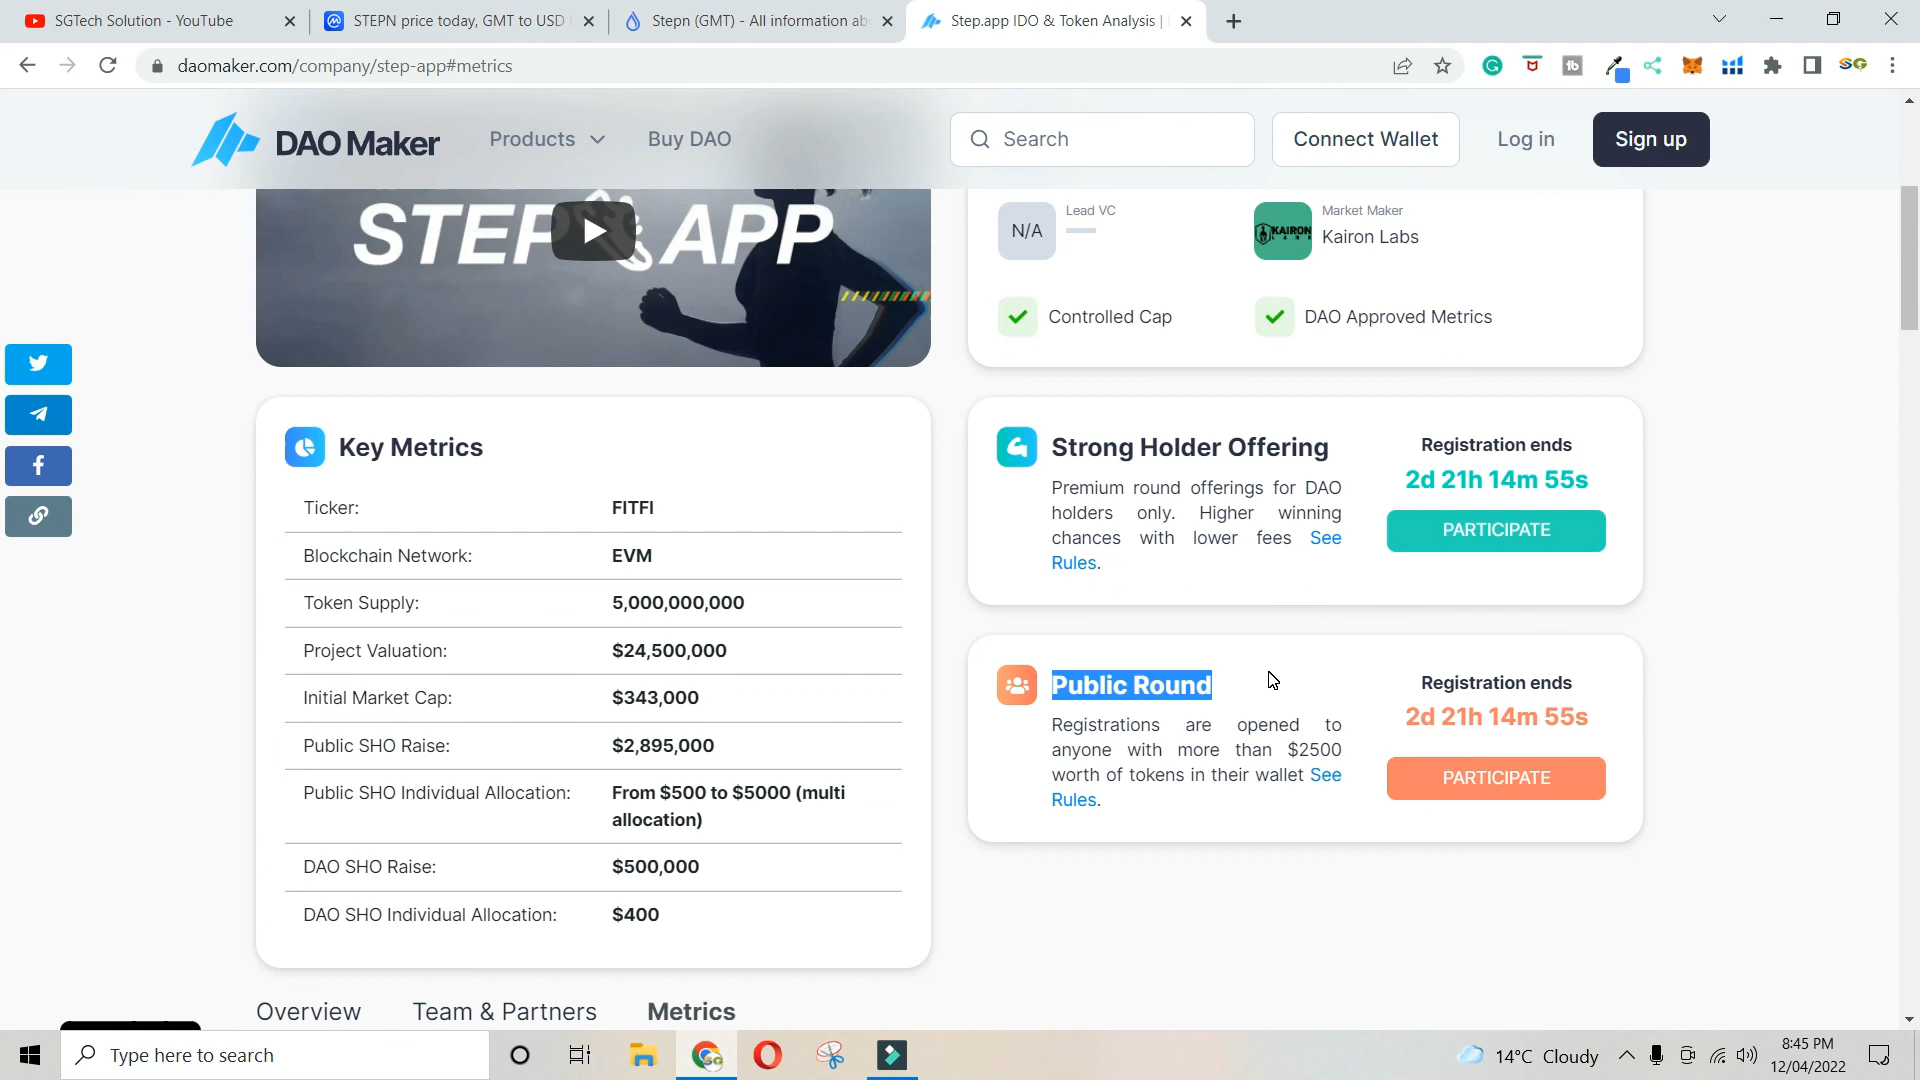 SGTech Solution - YouTube
STEPN price today, GMT to USD
Stepn (GMT) - All information ab
Step.app IDO & Token Analysis |
daomaker.com/company/step-app#metrics
DAO Maker
Products
Buy DAO
Search
Connect Wallet
Log in
Sign up
STEP APP
N/A
Lead VC
KAIRON
LABS
Market Maker
Kairon Labs
Controlled Cap
DAO Approved Metrics
Key Metrics
Ticker: FITFI
Blockchain Network: EVM
Token Supply: 5,000,000,000
Project Valuation: $24,500,000
Initial Market Cap: $343,000
Public SHO Raise: $2,895,000
Public SHO Individual Allocation: From $500 to $5000 (multi
allocation)
DAO SHO Raise: $500,000
DAO SHO Individual Allocation: $400
Strong Holder Offering
Premium round offerings for DAO
holders only. Higher winning
chances with lower fees See
Rules.
Registration ends
2d 21h 14m 55s
PARTICIPATE
Public Round
Registrations are opened to
anyone with more than $2500
worth of tokens in their wallet See
Rules.
Registration ends
2d 21h 14m 55s
PARTICIPATE
Overview
Team & Partners
Metrics
Type here to search
14°C Cloudy
8:45 PM
12/04/2022